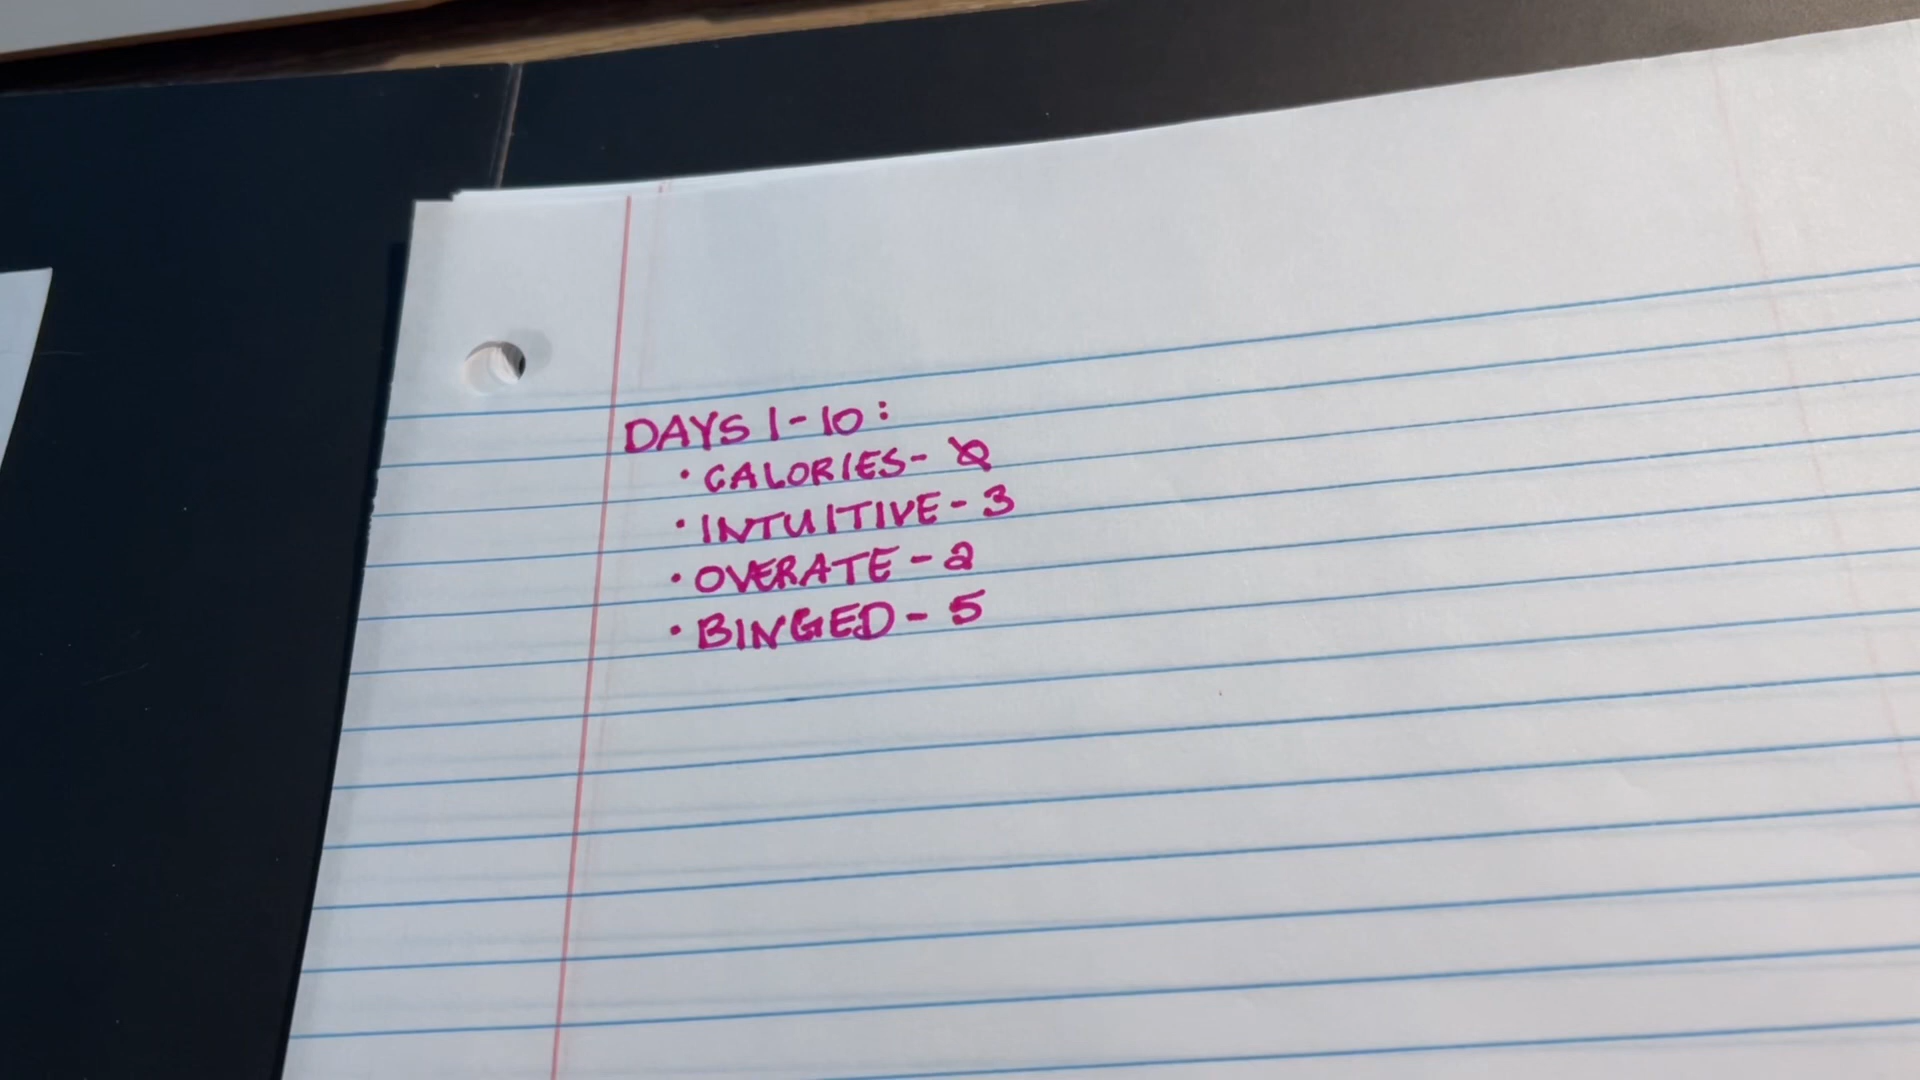 DAYS 1-10:
• CALORIES - 0
• INTUITIVE - 3
• OVERATE - 2
• BINGED - 5